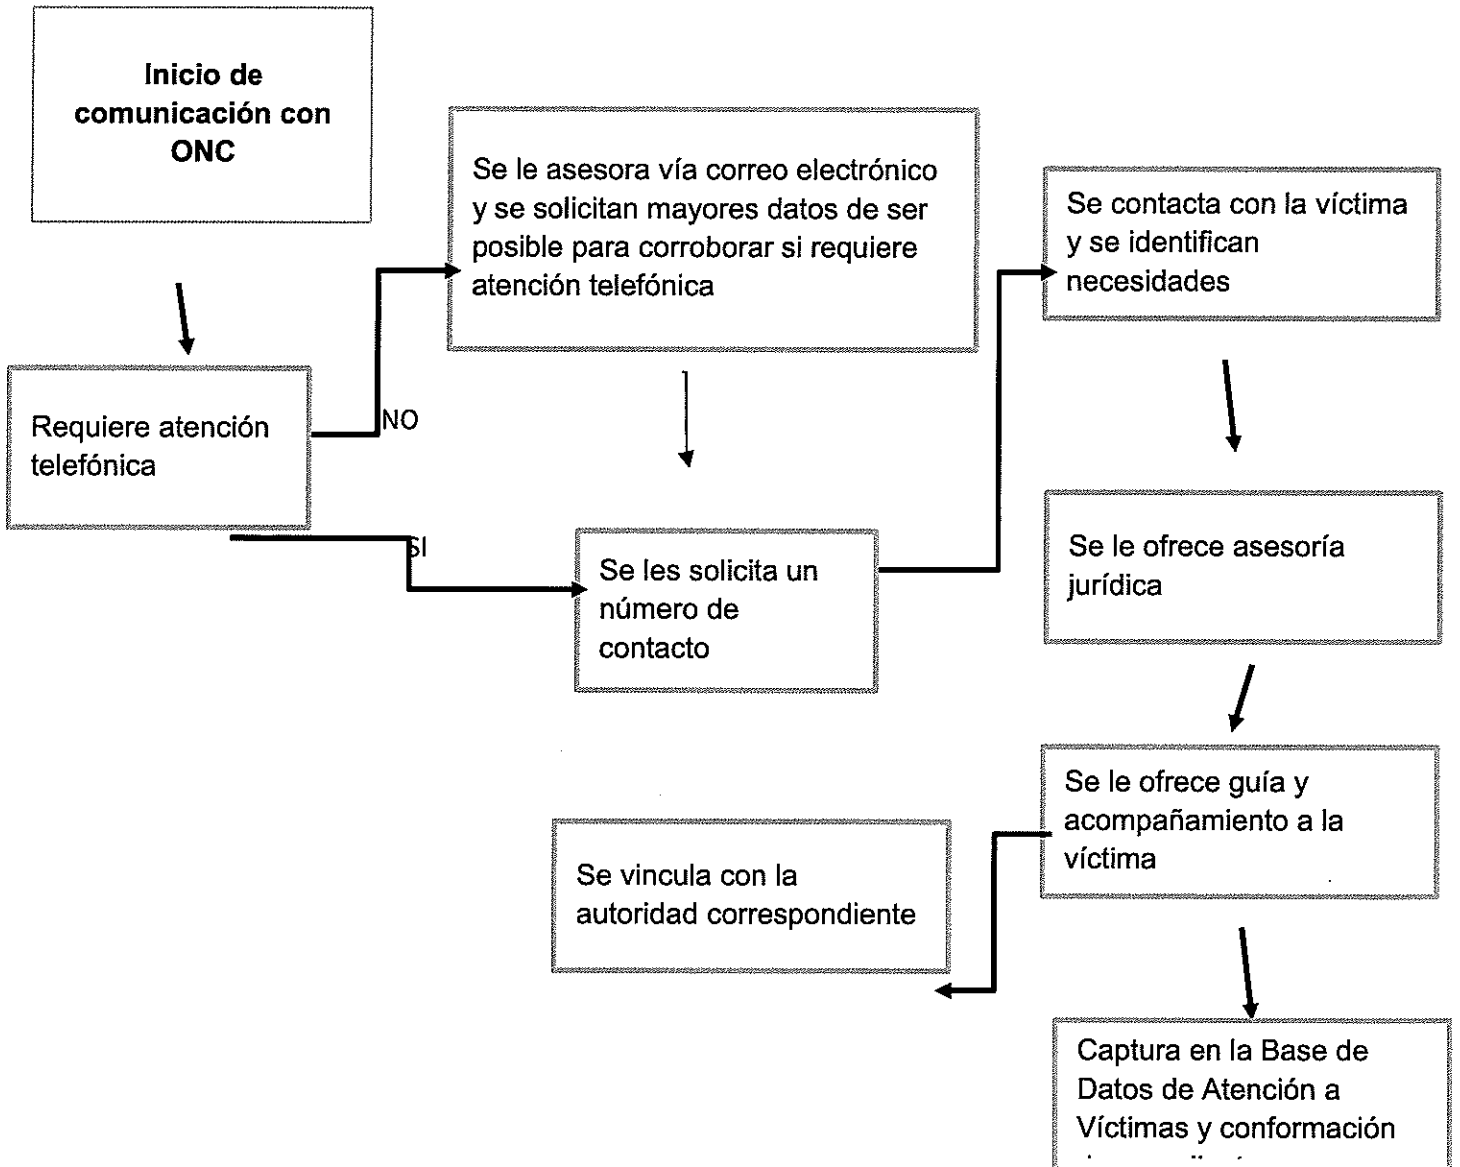 Inicio de
comunicación con
ONC
Requiere atención
telefónica
NO
SI
Se le asesora vía correo electrónico
y se solicitan mayores datos de ser
posible para corroborar si requiere
atención telefónica
Se les solicita un
número de
contacto
Se contacta con la víctima
y se identifican
necesidades
Se le ofrece asesoría
jurídica
Se le ofrece guía y
acompañamiento a la
víctima
Se vincula con la
autoridad correspondiente
Captura en la Base de
Datos de Atención a
Víctimas y conformación